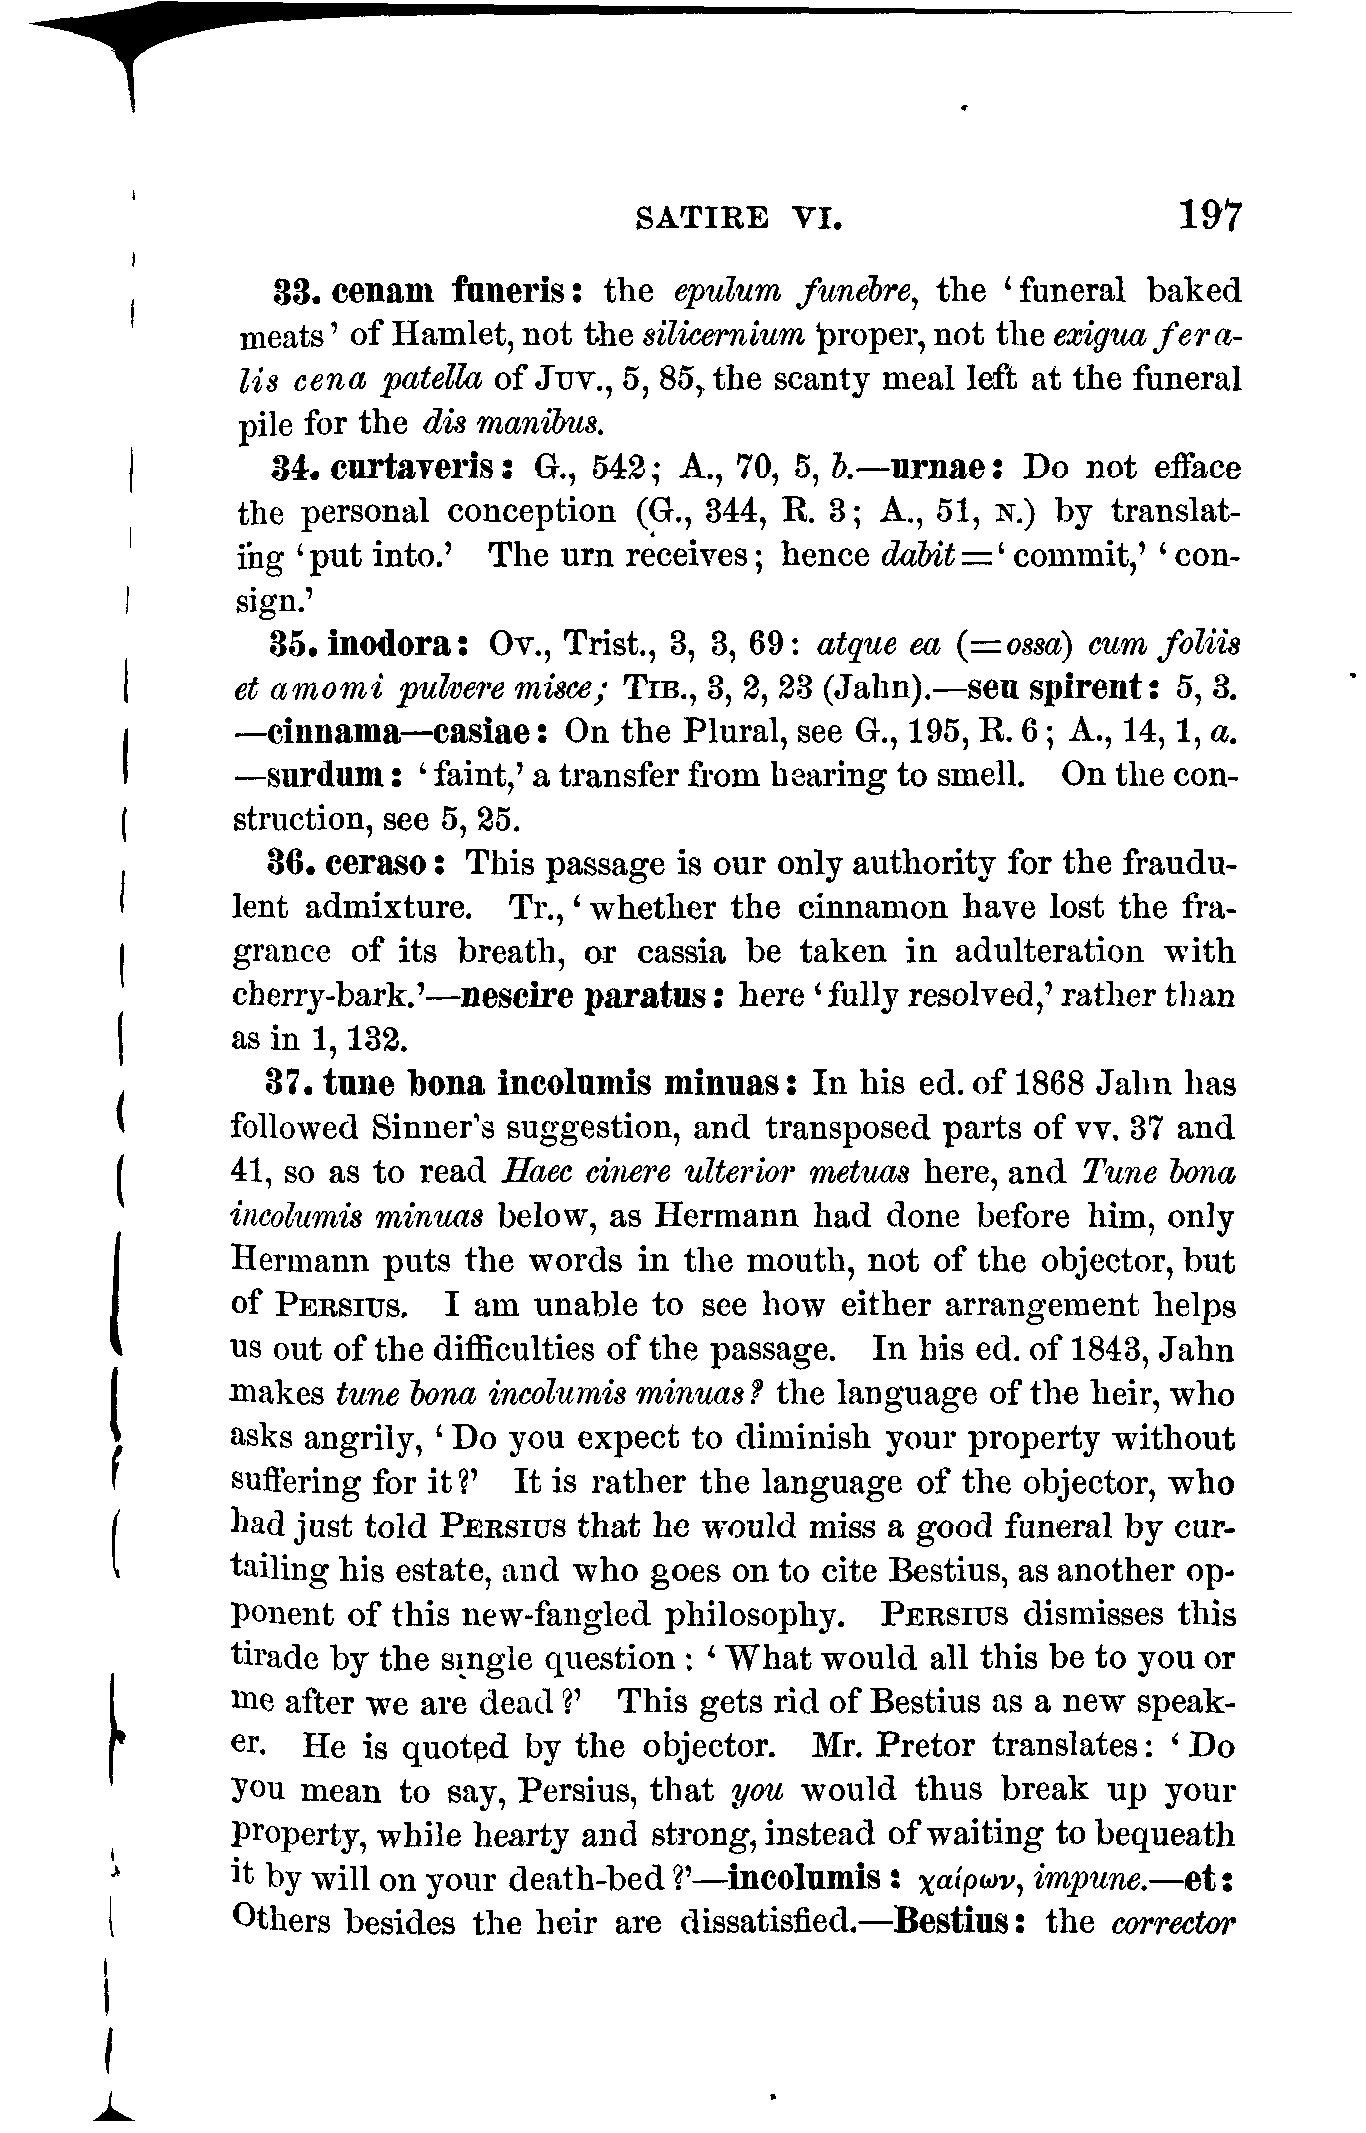 SATIRE VI. 197
33. cenam funeris: the epulum funebre, the ‘funeral baked
meats’ of Hamlet, not the silicernium proper, not the exigua fera-
lis cena patella of JUV., 5, 85, the scanty meal left at the funeral
pile for the dis manibus.
34. curtaveris: G., 542; A., 70, 5, b.—urnae: Do not efface
the personal conception (G., 344, R. 3; A., 51, N.) by translat-
ing ‘put into.’ The urn receives; hence dabit=‘commit,’ ‘con-
sign.’
35. inodora: OV., Trist., 3, 3, 69: atque ea (=ossa) cum foliis
et amomi pulvere misce; TIB., 3, 2, 23 (Jahn).—seu spirent: 5, 3.
—cinnama—casiae: On the Plural, see G., 195, R. 6; A., 14, 1, a.
—surdum: ‘faint,’ a transfer from hearing to smell. On the con-
struction, see 5, 25.
36. ceraso: This passage is our only authority for the fraudu-
lent admixture. Tr., ‘whether the cinnamon have lost the fra-
grance of its breath, or cassia be taken in adulteration with
cherry-bark.’—nescire paratus: here ‘fully resolved,’ rather than
as in 1, 132.
37. tune bona incolumis minuas: In his ed. of 1868 Jahn has
followed Sinner's suggestion, and transposed parts of vv. 37 and
41, so as to read Haec cinere ulterior metuas here, and Tune bona
incolumis minuas below, as Hermann had done before him, only
Hermann puts the words in the mouth, not of the objector, but
of PERSIUS. I am unable to see how either arrangement helps
us out of the difficulties of the passage. In his ed. of 1843, Jahn
makes tune bona incolumis minuas? the language of the heir, who
asks angrily, ‘Do you expect to diminish your property without
suffering for it?’ It is rather the language of the objector, who
had just told PERSIUS that he would miss a good funeral by cur-
tailing his estate, and who goes on to cite Bestius, as another op-
ponent of this new-fangled philosophy. PERSIUS dismisses this
tirade by the single question: ‘What would all this be to you or
me after we are dead?’ This gets rid of Bestius as a new speak-
er. He is quoted by the objector. Mr. Pretor translates: ‘Do
you mean to say, Persius, that you would thus break up your
property, while hearty and strong, instead of waiting to bequeath
it by will on your death-bed?’—incolumis: χαίρων, impune.—et:
Others besides the heir are dissatisfied.—Bestius: the corrector